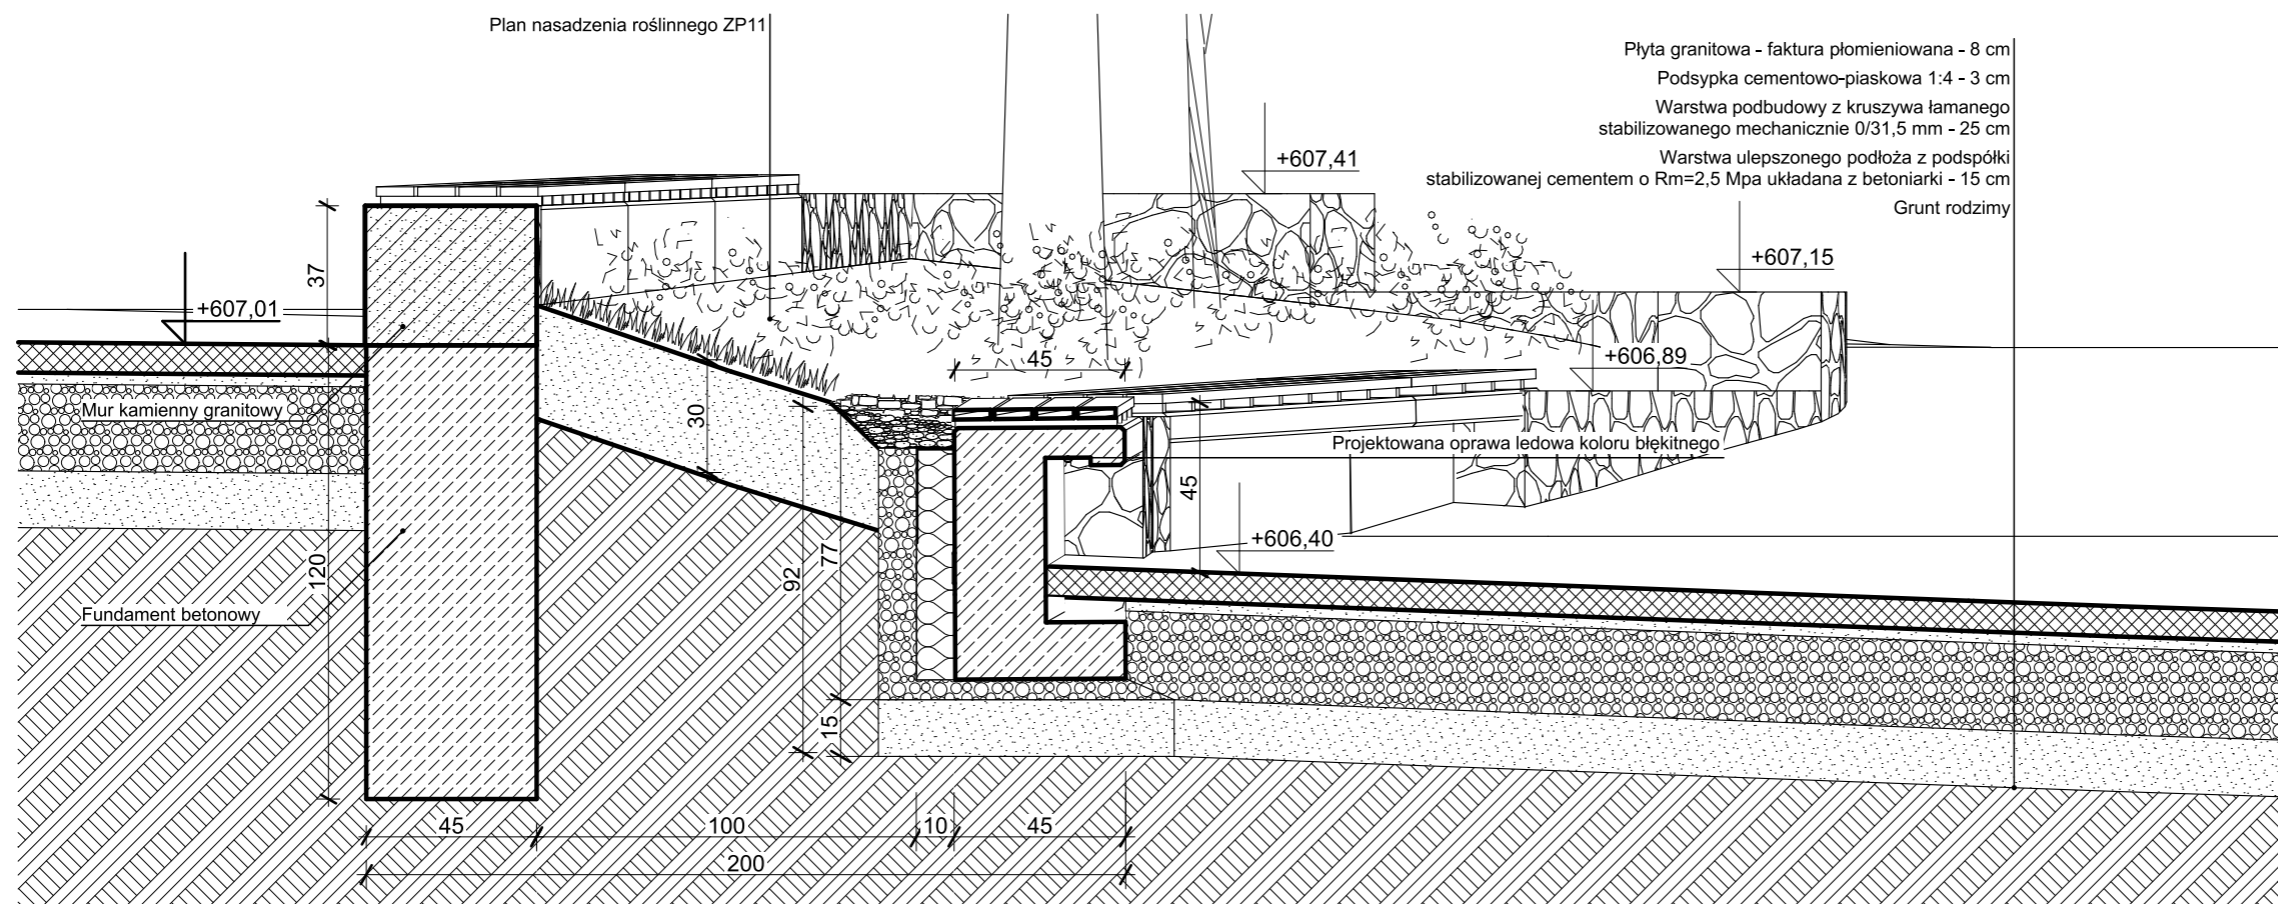 Plan nasadzenia roślinnego ZP11
Płyta granitowa - faktura płomieniowana - 8 cm
Podsypka cementowo-piaskowa 1:4 - 3 cm
Warstwa podbudowy z kruszywa łamanego
stabilizowanego mechanicznie 0/31,5 mm - 25 cm
Warstwa ulepszonego podłoża z podspółki
stabilizowanej cementem o Rm=2,5 Mpa układana z betoniarki - 15 cm
Grunt rodzimy
+607,41
+607,15
+607,01
37
+606,89
45
Mur kamienny granitowy
30
Projektowana oprawa ledowa koloru błękitnego
45
+606,40
77
92
120
Fundament betonowy
15
45
100
10
45
200